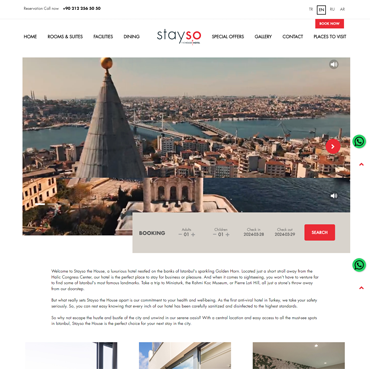 Reservation Call now +90 212 256 50 50
TR EN RU AR
BOOK NOW
HOME ROOMS & SUITES FACILITIES DINING stayso SPECIAL OFFERS GALLERY CONTACT PLACES TO VISIT
BOOKING
Adults
— 01 +
Children
— 01 +
Check in
2024-03-28
Check out
2024-03-29
SEARCH
Welcome to Stayso the House, a luxurious hotel nestled on the banks of Istanbul's sparkling Golden Horn. Located just a short stroll away from the
Halic Congress Center, our hotel is the perfect place to stay for business or pleasure. And when it comes to sightseeing, you won't have to venture far
to find some of Istanbul's most famous landmarks. Take a trip to Miniaturk, the Rahmi Koc Museum, or Pierre Loti Hill, all just a stone's throw away
from our doorstep.
But what really sets Stayso the House apart is our commitment to your health and well-being. As the first anti-viral hotel in Turkey, we take your safety
seriously. So, you can rest easy knowing that every inch of our hotel has been carefully sanitized and disinfected to the highest standards.
So why not escape the hustle and bustle of the city and unwind in our serene oasis? With a central location and easy access to all the must-see spots
in Istanbul, Stayso the House is the perfect choice for your next stay in the city.